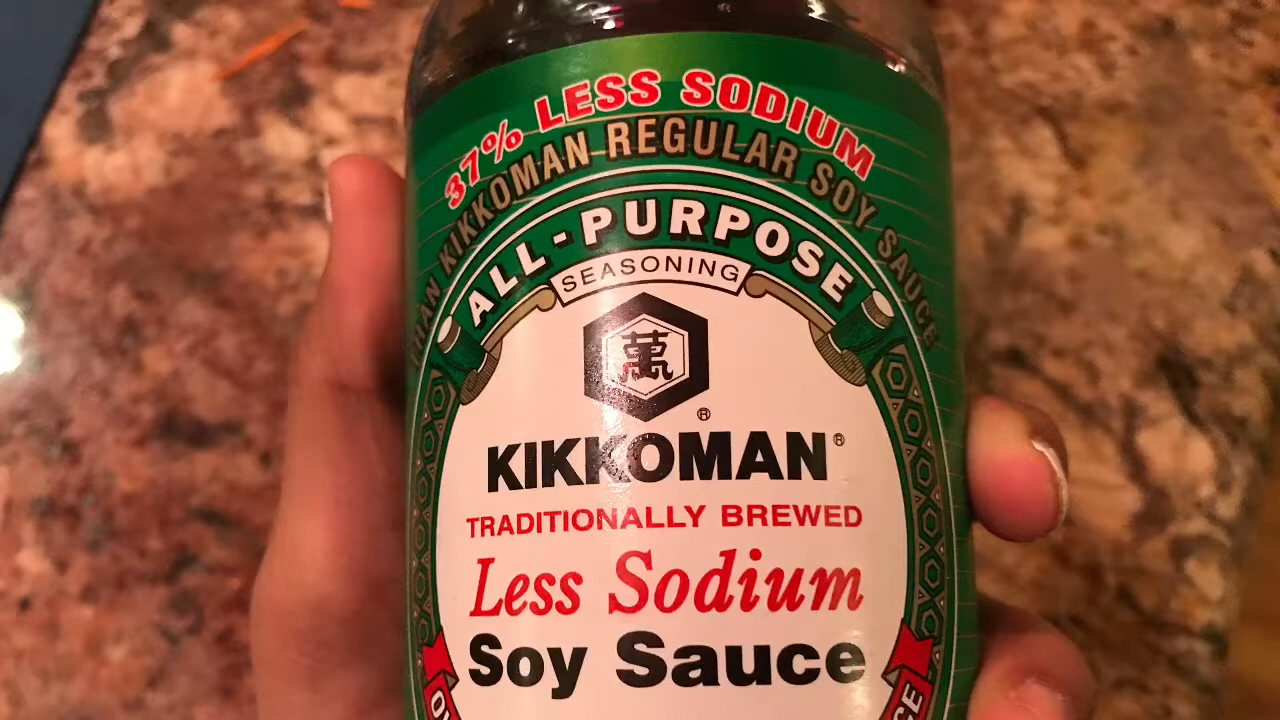 37% LESS SODIUM
THAN KIKKOMAN REGULAR SOY SAUCE
ALL-PURPOSE
SEASONING
萬
®
KIKKOMAN®
TRADITIONALLY BREWED
Less Sodium
Soy Sauce